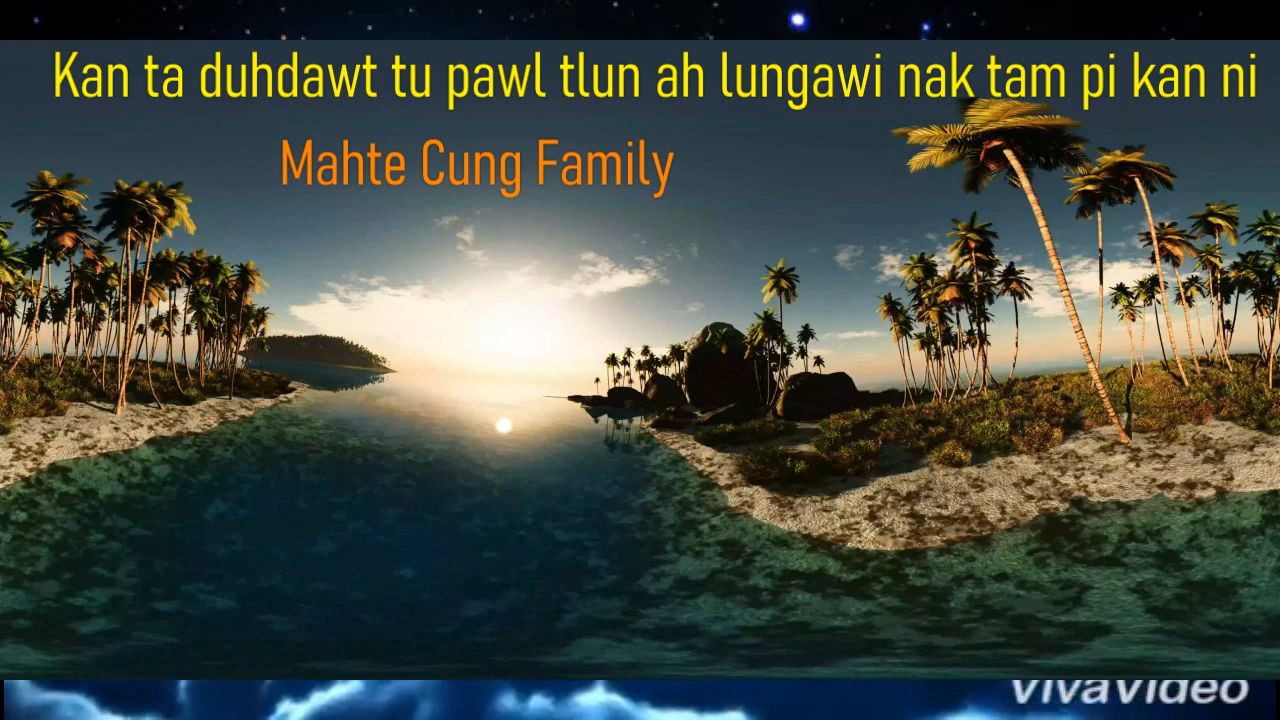 Kan ta duhdawt tu pawl tlun ah lungawi nak tam pi kan ni
Mahte Cung Family
VivaVideo